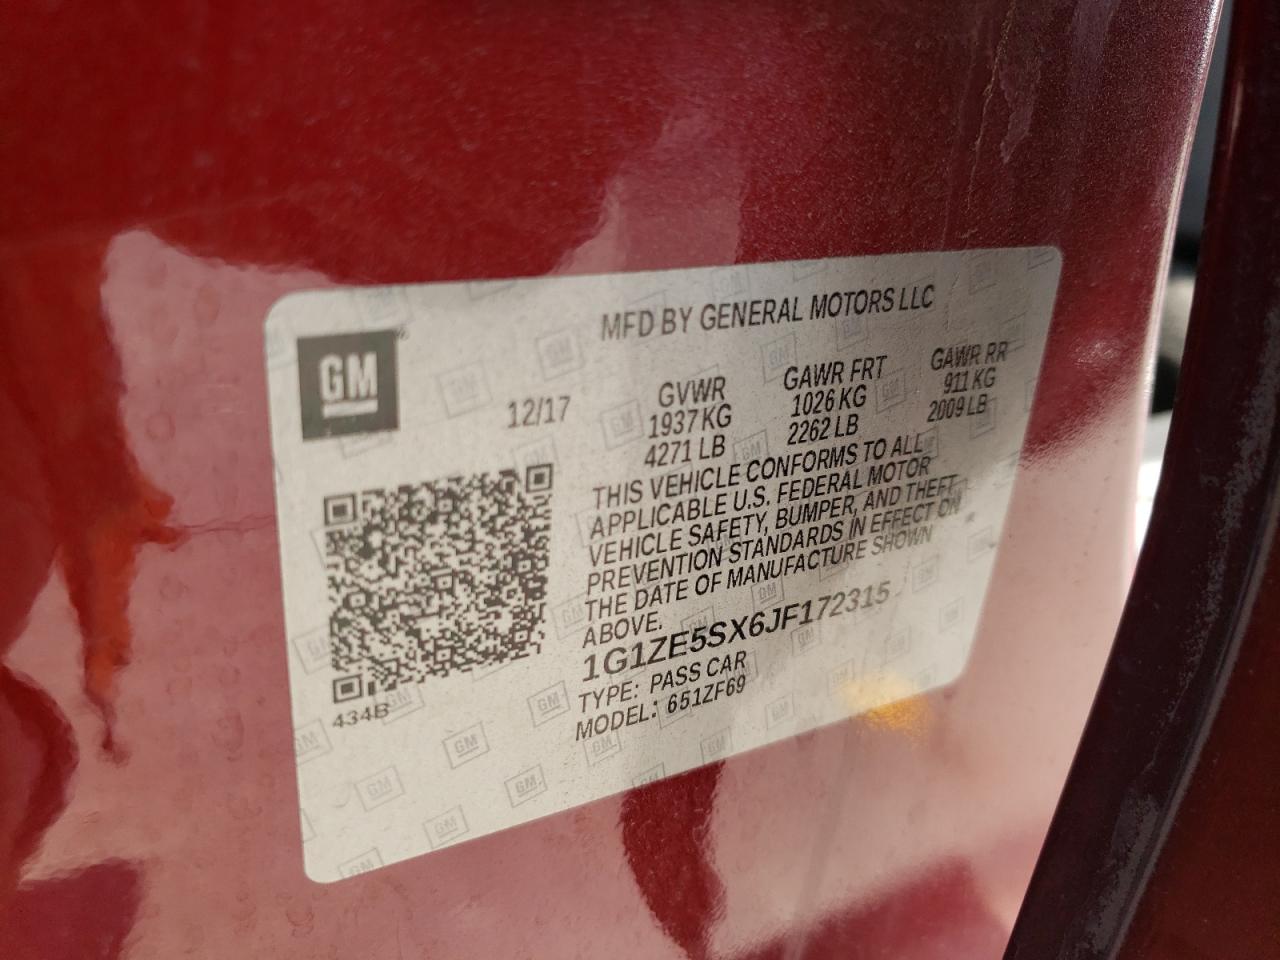 GM
MFD BY GENERAL MOTORS LLC
12/17
GVWR
1937 KG
4271 LB
GAWR FRT
1026 KG
2262 LB
GAWR RR
911 KG
2009 LB
THIS VEHICLE CONFORMS TO ALL
APPLICABLE U.S. FEDERAL MOTOR
VEHICLE SAFETY, BUMPER, AND THEFT
PREVENTION STANDARDS IN EFFECT ON
THE DATE OF MANUFACTURE SHOWN
ABOVE.
1G1ZE5SX6JF172315
TYPE: PASS CAR
MODEL: 651ZF69
434B